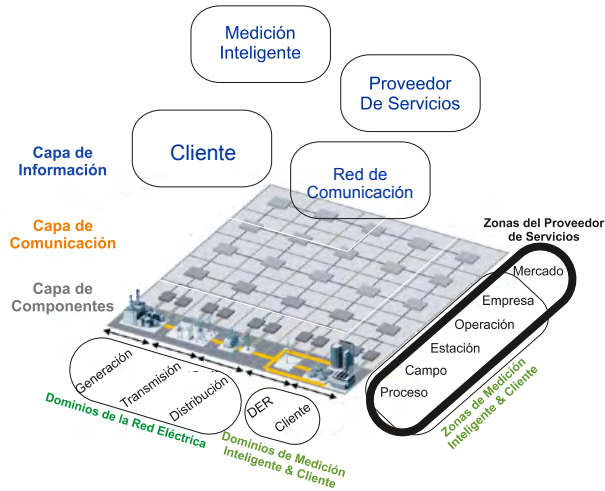 Medición
Inteligente
Proveedor
De Servicios
Cliente
Red de
Comunicación
Capa de
Información
Capa de
Comunicación
Capa de
Componentes
Zonas del Proveedor
de Servicios
Mercado
Empresa
Operación
Estación
Campo
Proceso
Zonas de Medición
Inteligente & Cliente
Generación
Transmisión
Distribución
DER
Cliente
Dominios de la Red Eléctrica
Dominios de Medición
Inteligente & Cliente